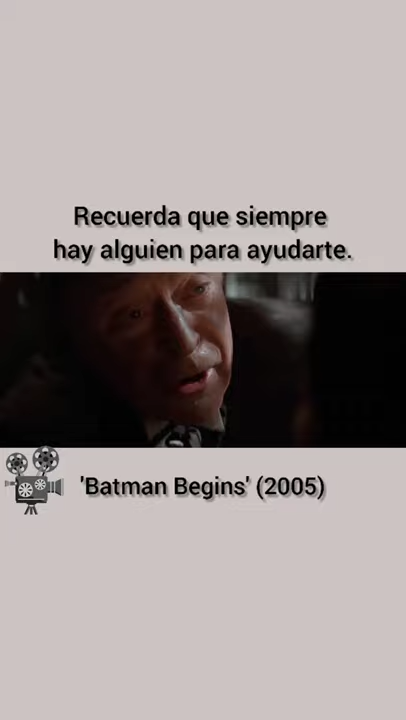 Recuerda que siempre
hay alguien para ayudarte.
'Batman Begins' (2005)